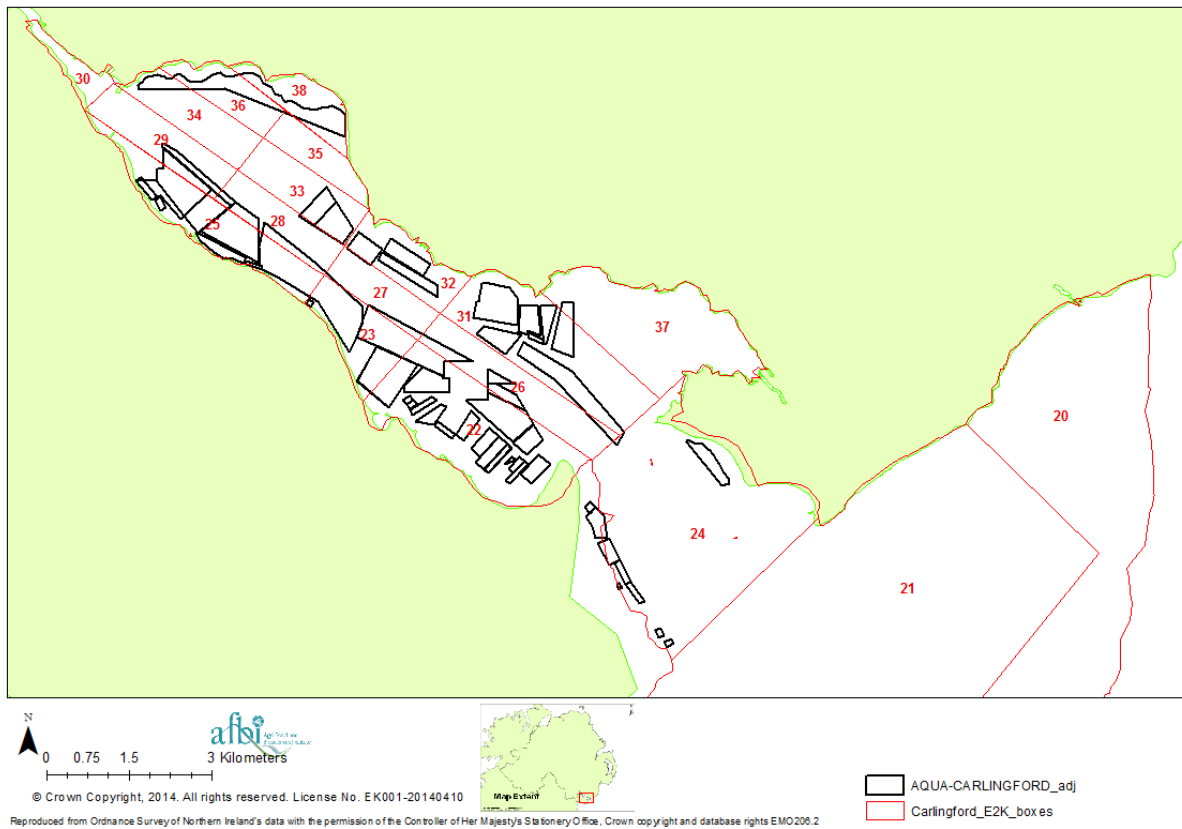 30
38
36
34
35
29
33
28
25
32
27
31
37
23
26
20
22
24
21
N
afbi
0 0.75 1.5 3 Kilometers
Map Extent
AQUA-CARLINGFORD_adj
© Crown Copyright, 2014. All rights reserved. License No. EK001-20140410
Carlingford_E2K_boxes
Reproduced from Ordnance Survey of Northern Ireland's data with the permission of the Controller of Her Majesty's Stationery Office, Crown copyright and database rights EMO206.2